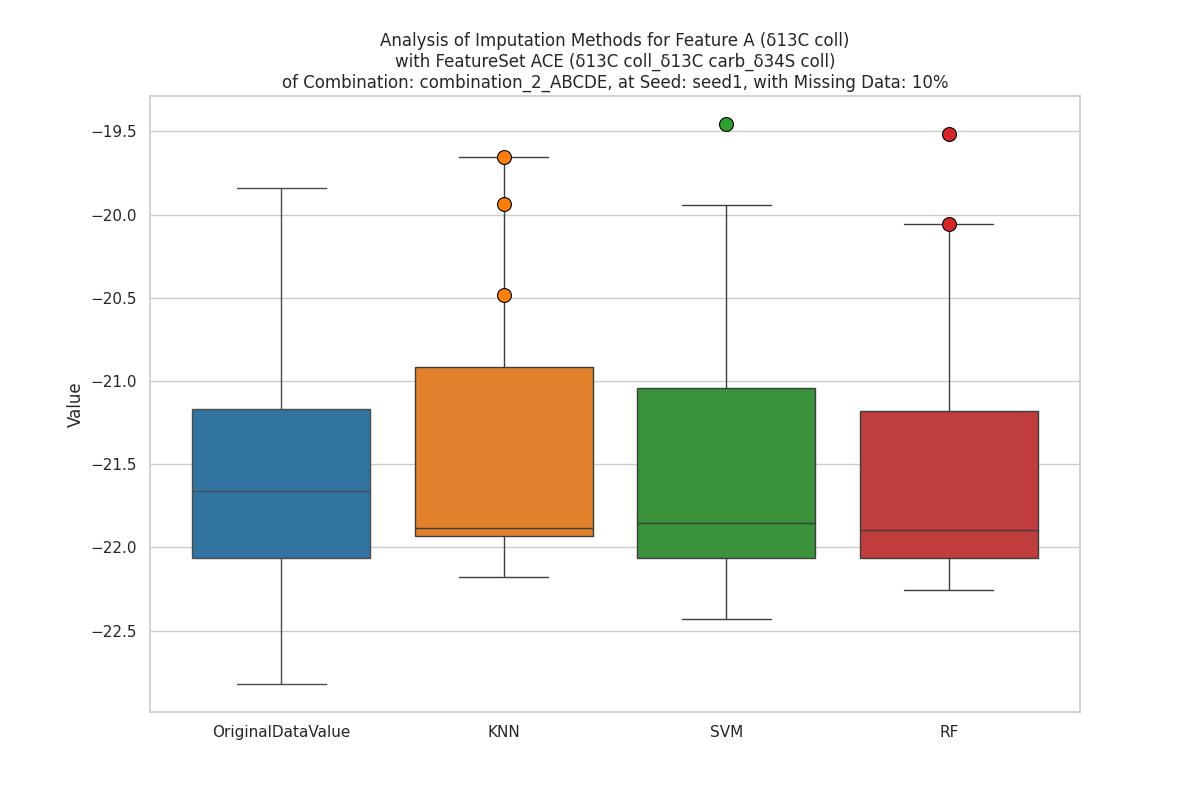 Analysis of Imputation Methods for Feature A (δ13C coll)
with FeatureSet ACE (δ13C coll_δ13C carb_δ34S coll)
of Combination: combination_2_ABCDE, at Seed: seed1, with Missing Data: 10%
−19.5
−20.0
−20.5
−21.0
−21.5
−22.0
−22.5
Value
OriginalDataValue
KNN
SVM
RF